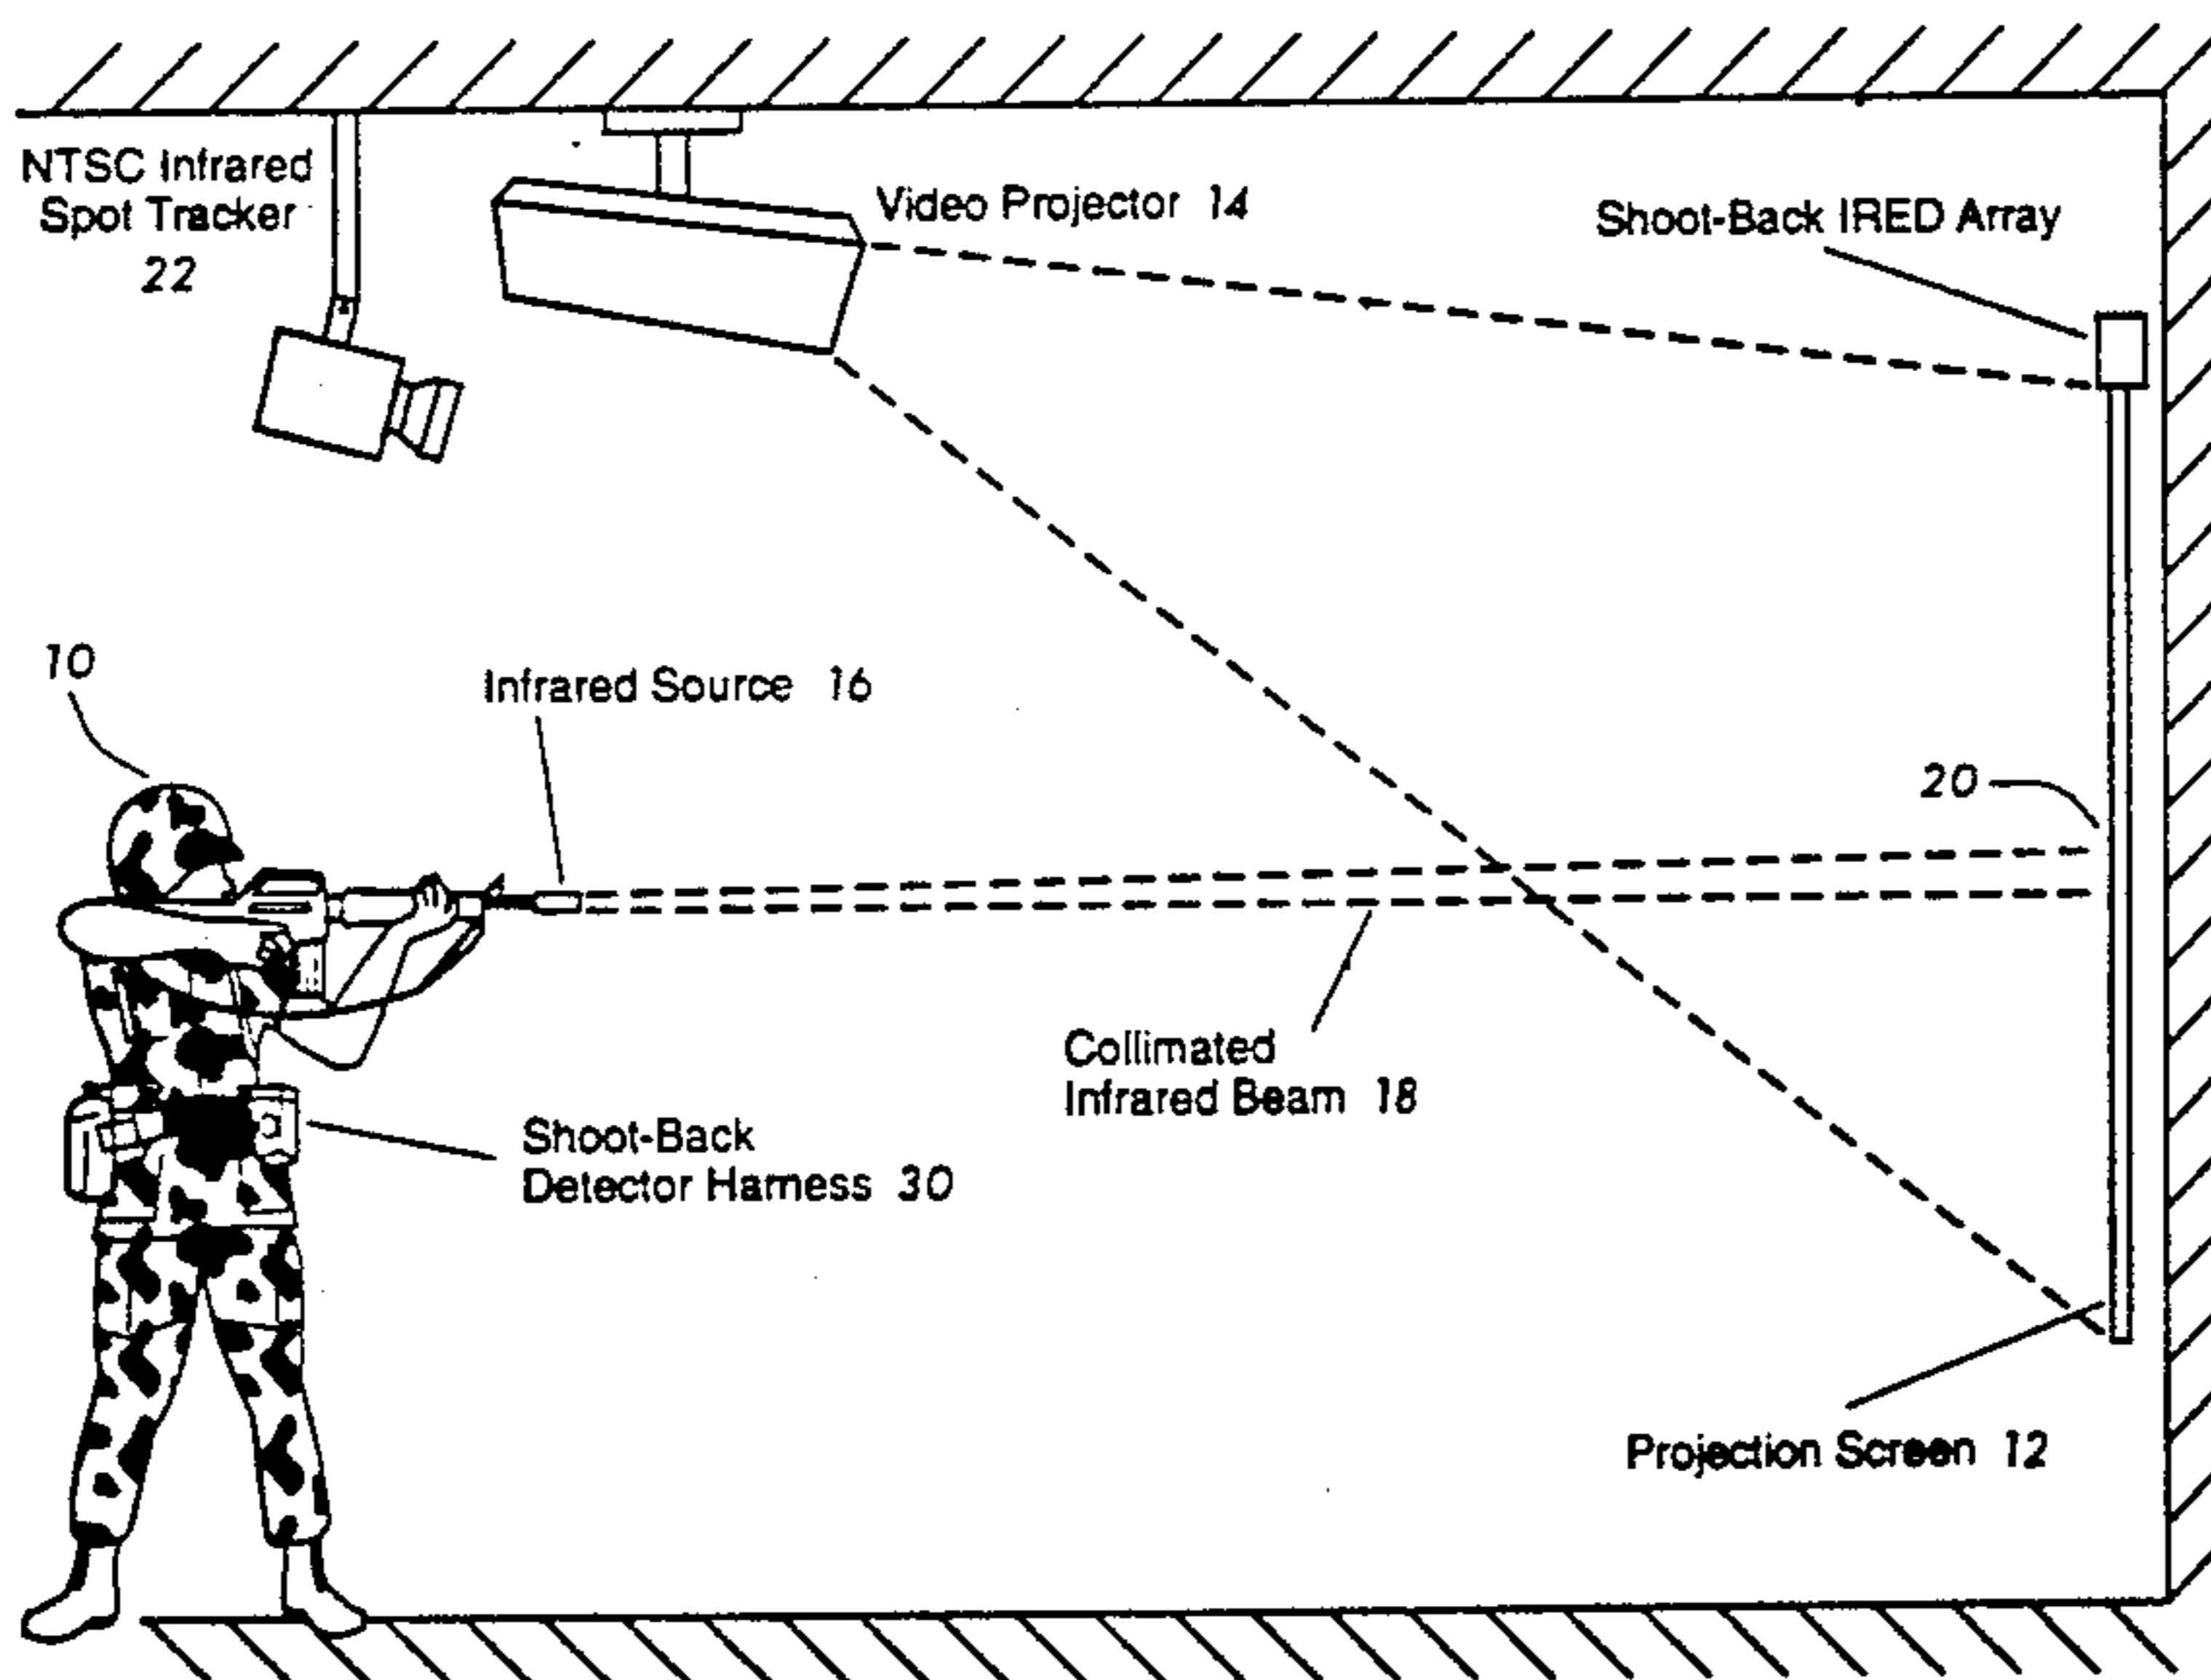 NTSC Infrared
Spot Tracker
22
Video Projector 14
Shoot-Back IRED Array
10
Infrared Source 16
20
Collimated
Infrared Beam 18
Shoot-Back
Detector Harness 30
Projection Screen 12